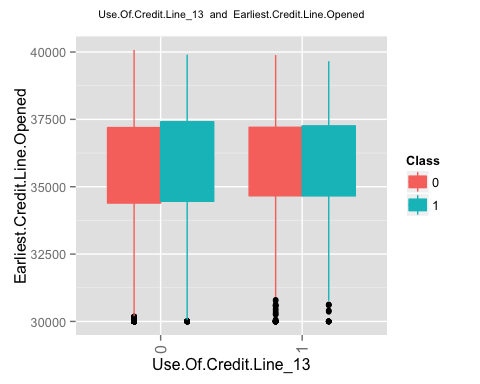 Use.Of.Credit.Line_13 and Earliest.Credit.Line.Opened
40000
37500
35000
32500
30000
Earliest.Credit.Line.Opened
0
1
Use.Of.Credit.Line_13
Class
0
1